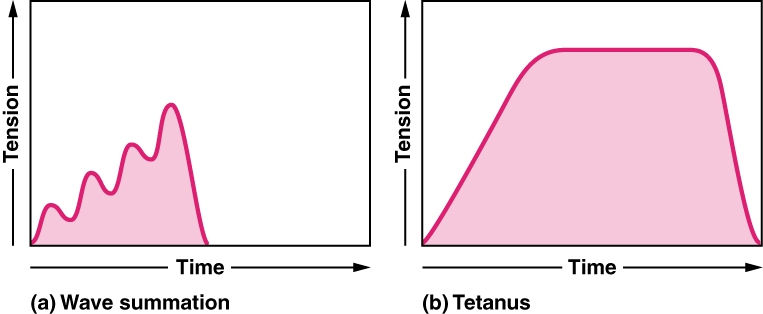 Tension
Time
(a) Wave summation
Tension
Time
(b) Tetanus